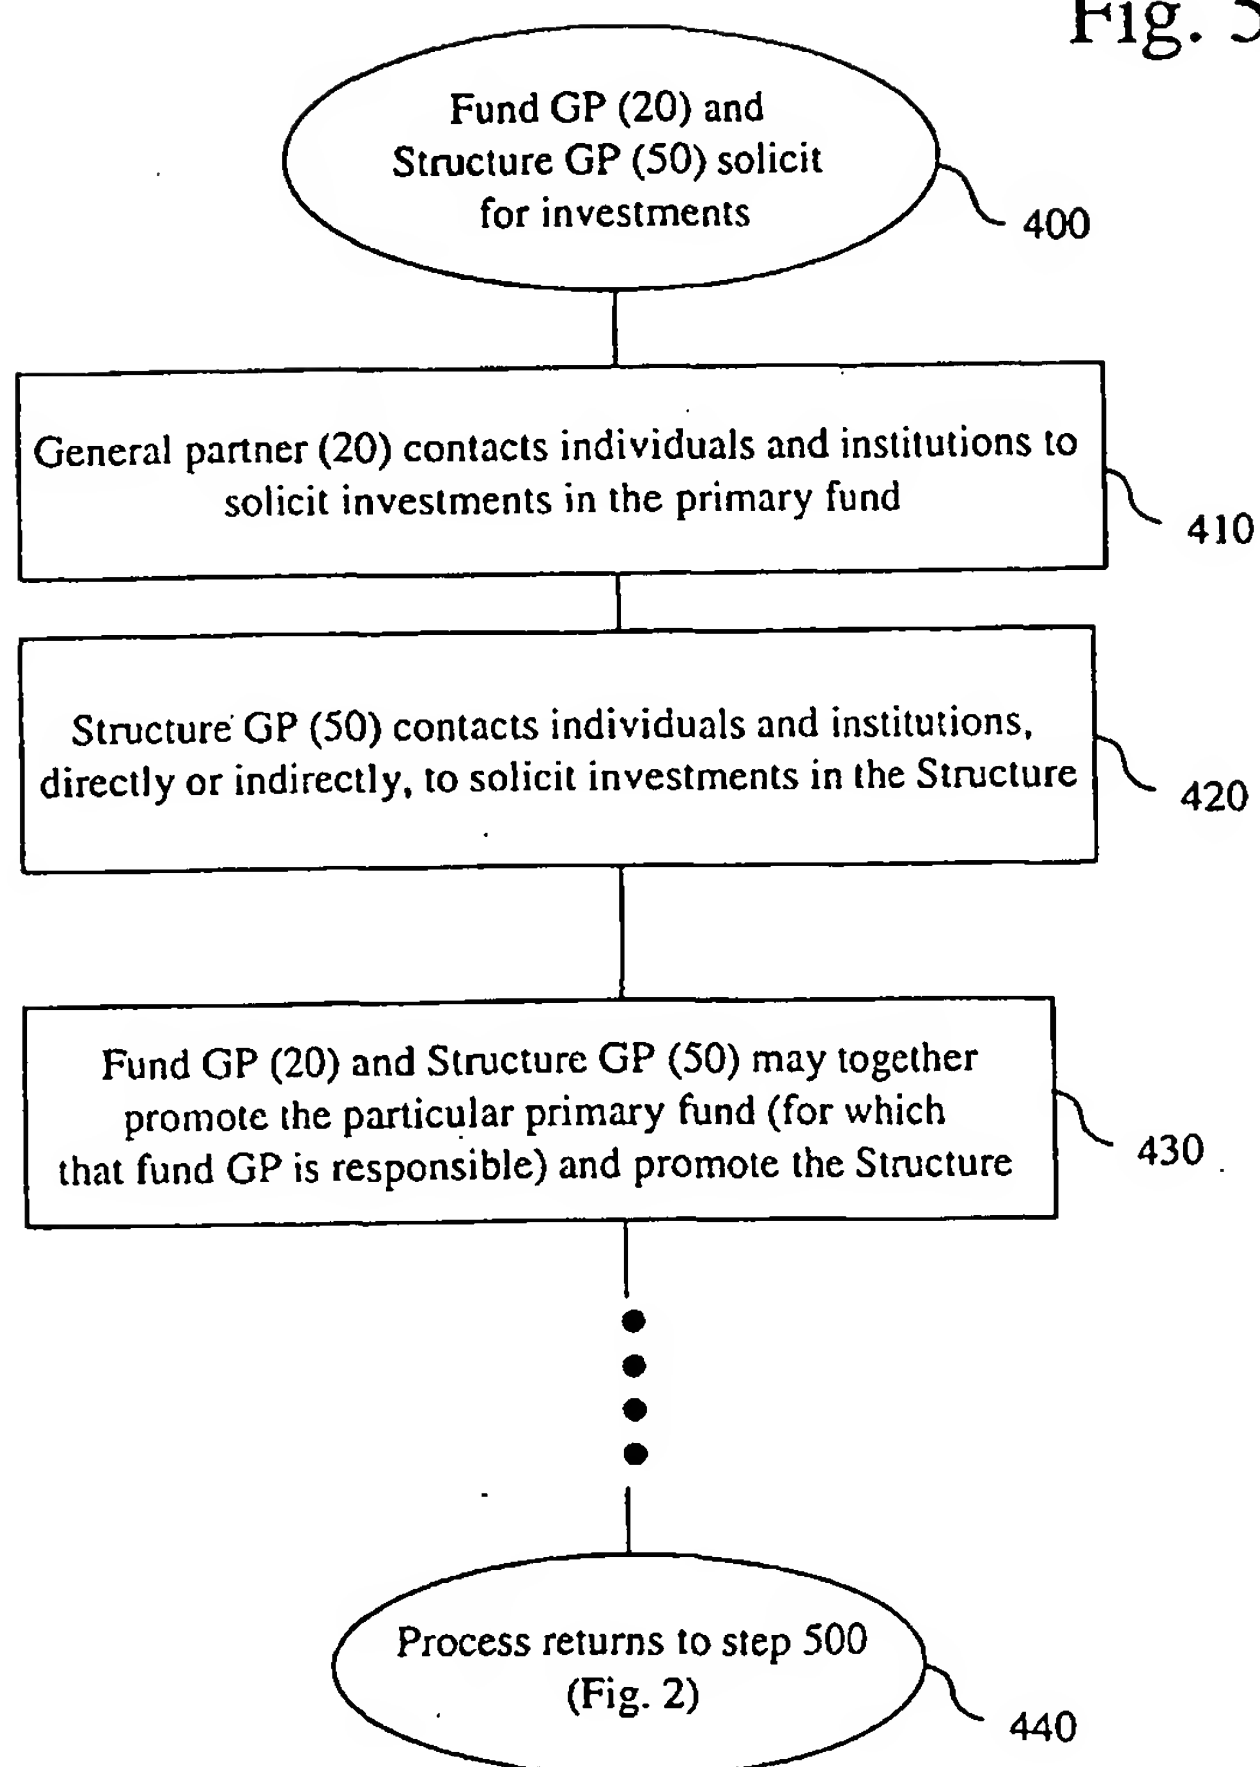 Fig. 5
Fund GP (20) and
Structure GP (50) solicit
for investments
400
General partner (20) contacts individuals and institutions to
solicit investments in the primary fund
410
Structure GP (50) contacts individuals and institutions,
directly or indirectly, to solicit investments in the Structure
420
Fund GP (20) and Structure GP (50) may together
promote the particular primary fund (for which
that fund GP is responsible) and promote the Structure
430
Process returns to step 500
(Fig. 2)
440